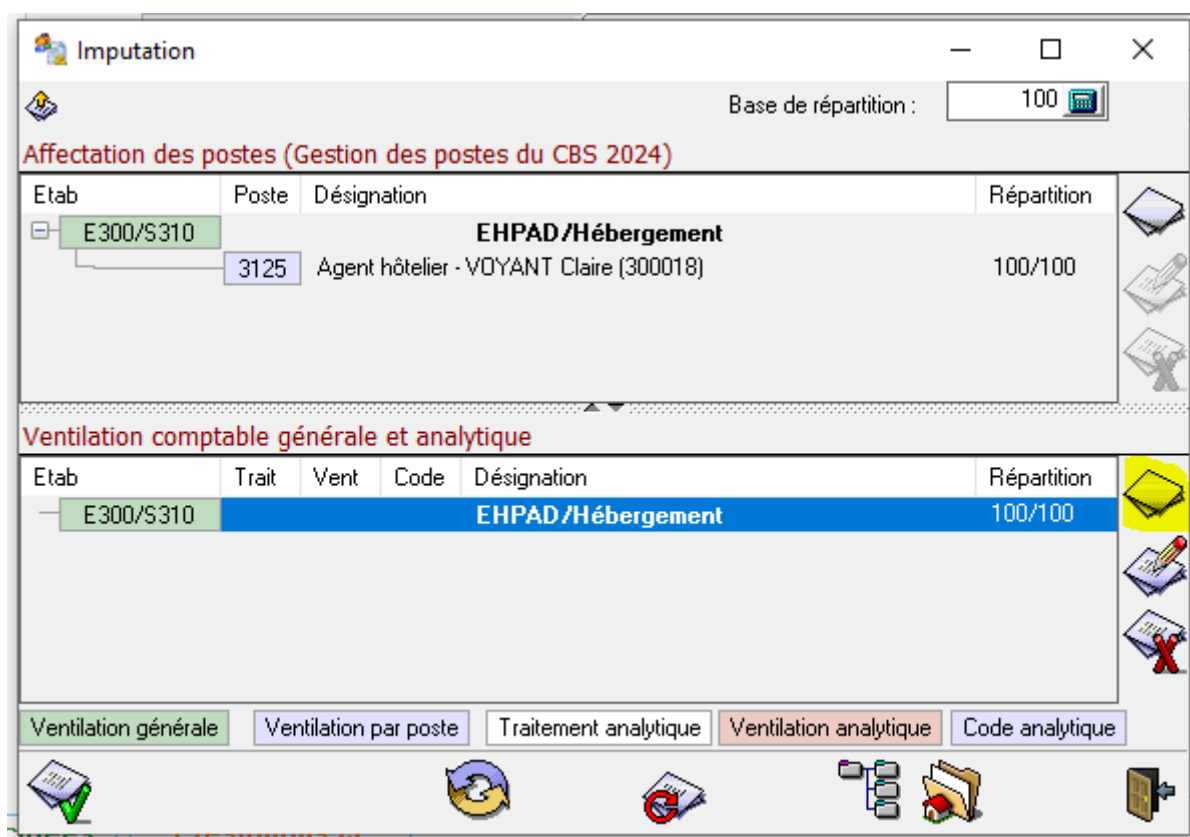 Imputation
Base de répartition : 100
Affectation des postes (Gestion des postes du CBS 2024)
Etab Poste Désignation Répartition
E300/S310 EHPAD/Hébergement
3125 Agent hôtelier - VOYANT Claire (300018) 100/100
Ventilation comptable générale et analytique
Etab Trait Vent Code Désignation Répartition
E300/S310 EHPAD/Hébergement 100/100
Ventilation générale Ventilation par poste Traitement analytique Ventilation analytique Code analytique